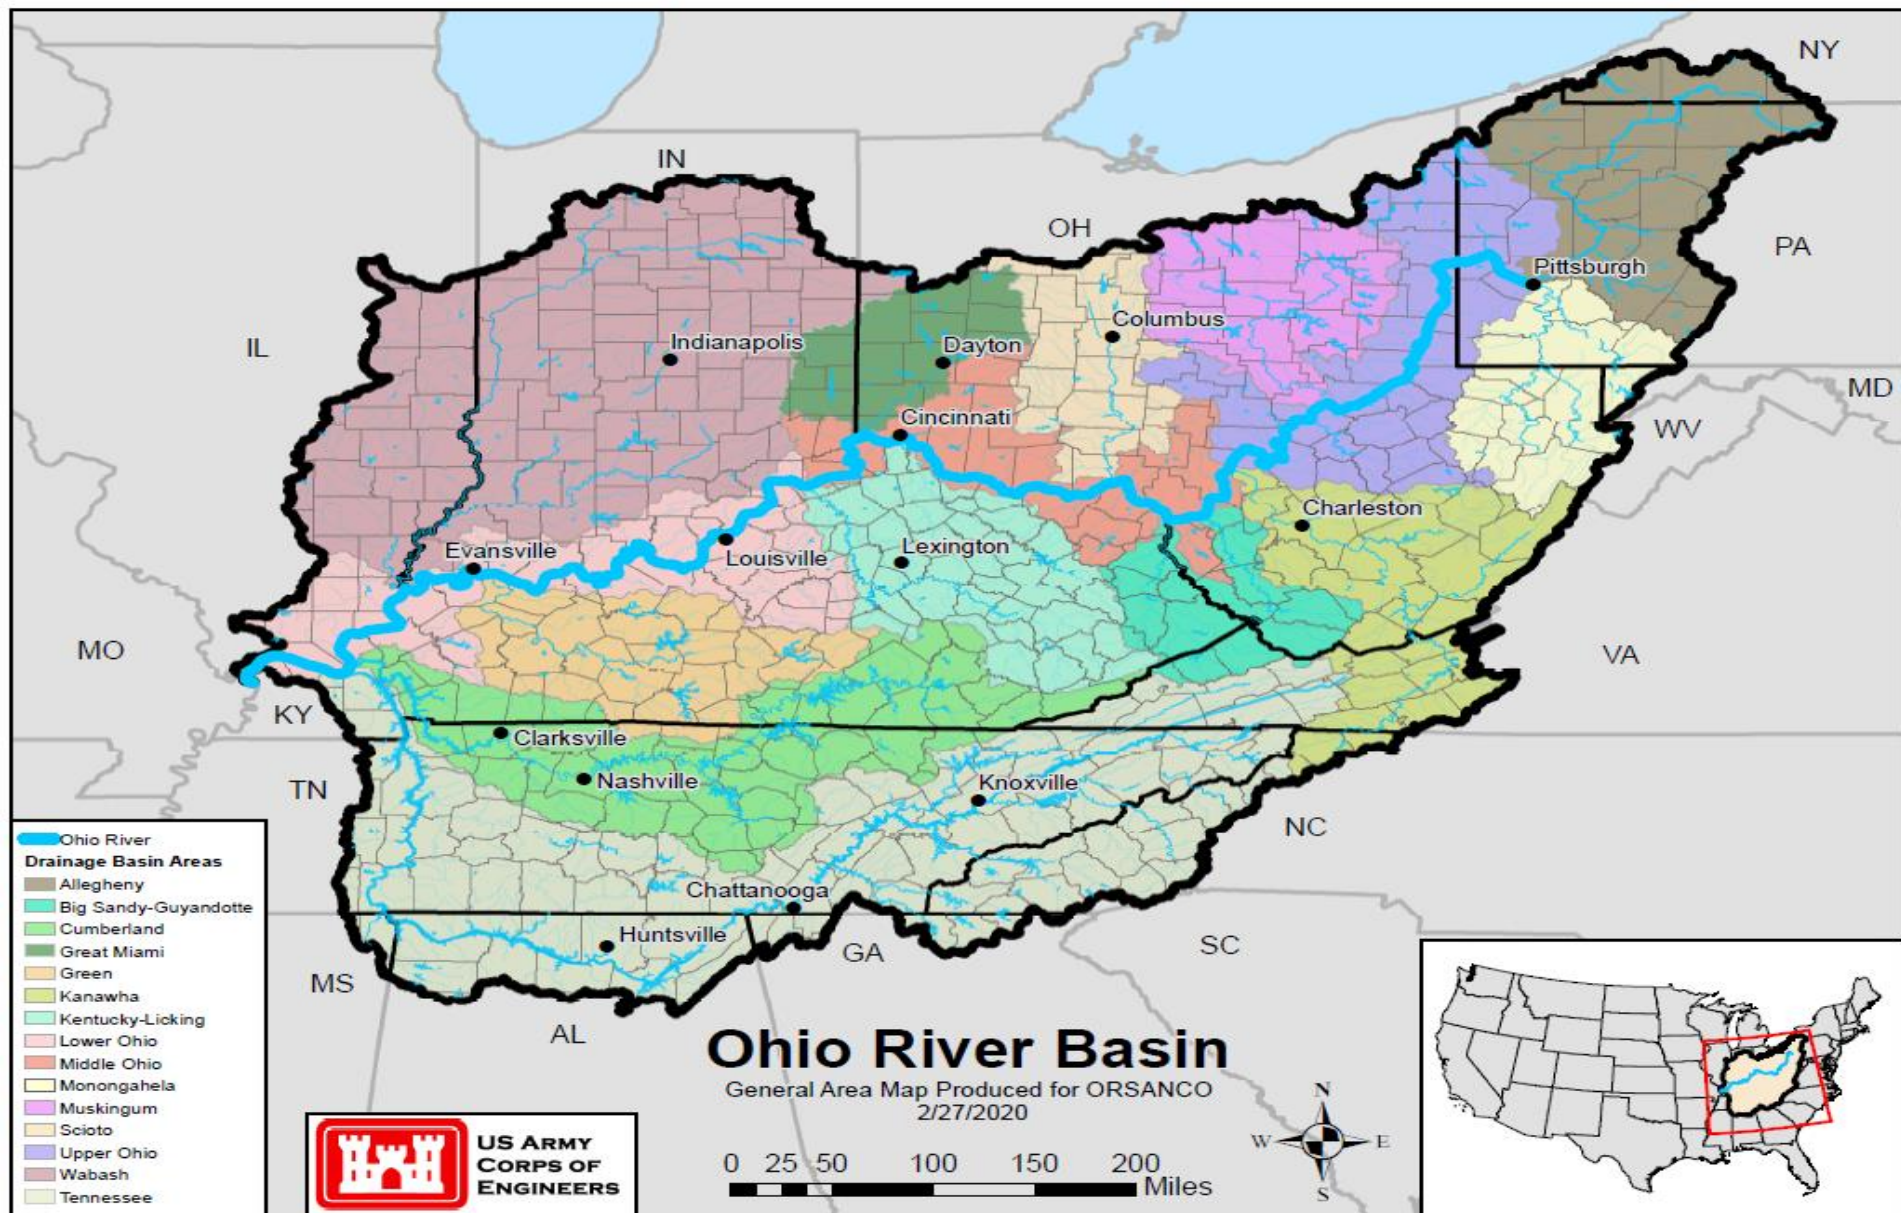 NY
IN
OH
PA
Pittsburgh
Columbus
Indianapolis
Dayton
IL
MD
Cincinnati
WV
Charleston
Evansville
Louisville
Lexington
MO
VA
KY
Clarksville
TN
Nashville
Knoxville
NC
Chattanooga
Huntsville
GA
SC
MS
AL
Ohio River
Drainage Basin Areas
Allegheny
Big Sandy-Guyandotte
Cumberland
Great Miami
Green
Kanawha
Kentucky-Licking
Lower Ohio
Middle Ohio
Monongahela
Muskingum
Scioto
Upper Ohio
Wabash
Tennessee
US ARMY
CORPS OF
ENGINEERS
Ohio River Basin
General Area Map Produced for ORSANCO
2/27/2020
0 25 50 100 150 200
Miles
N
W E
S